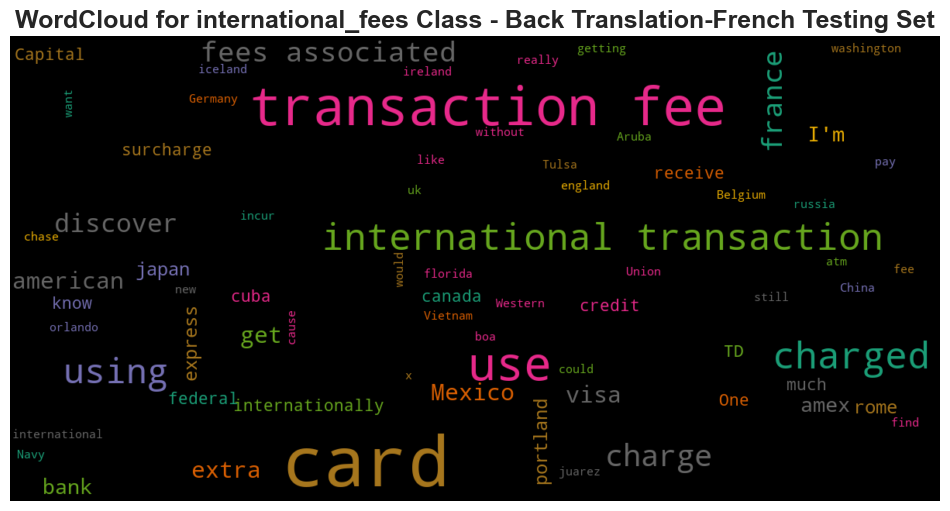 WordCloud for international_fees Class - Back Translation-French Testing Set
Capital
fees associated
getting
washington
iceland
ireland
really
want
Germany
transaction fee
france
without
Aruba
I'm
surcharge
like
Tulsa
receive
pay
uk
england
Belgium
russia
discover
incur
chase
international transaction
would
atm
american
japan
florida
Union
fee
know
new
cuba
canada
Western
credit
still
China
orlando
express
cause
Vietnam
get
boa
TD
using
x
use
could
charged
much
federal
internationally
Mexico
visa
One
amex
rome
find
international
Navy
card
portland
charge
extra
juarez
bank